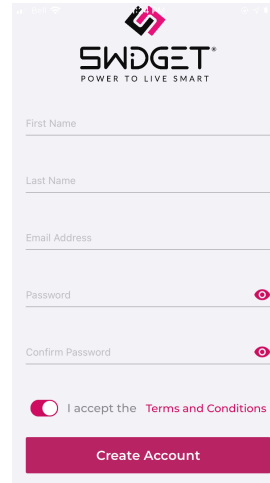 SWIDGET®
POWER TO LIVE SMART
First Name
Last Name
Email Address
Password
Confirm Password
I accept the Terms and Conditions
Create Account